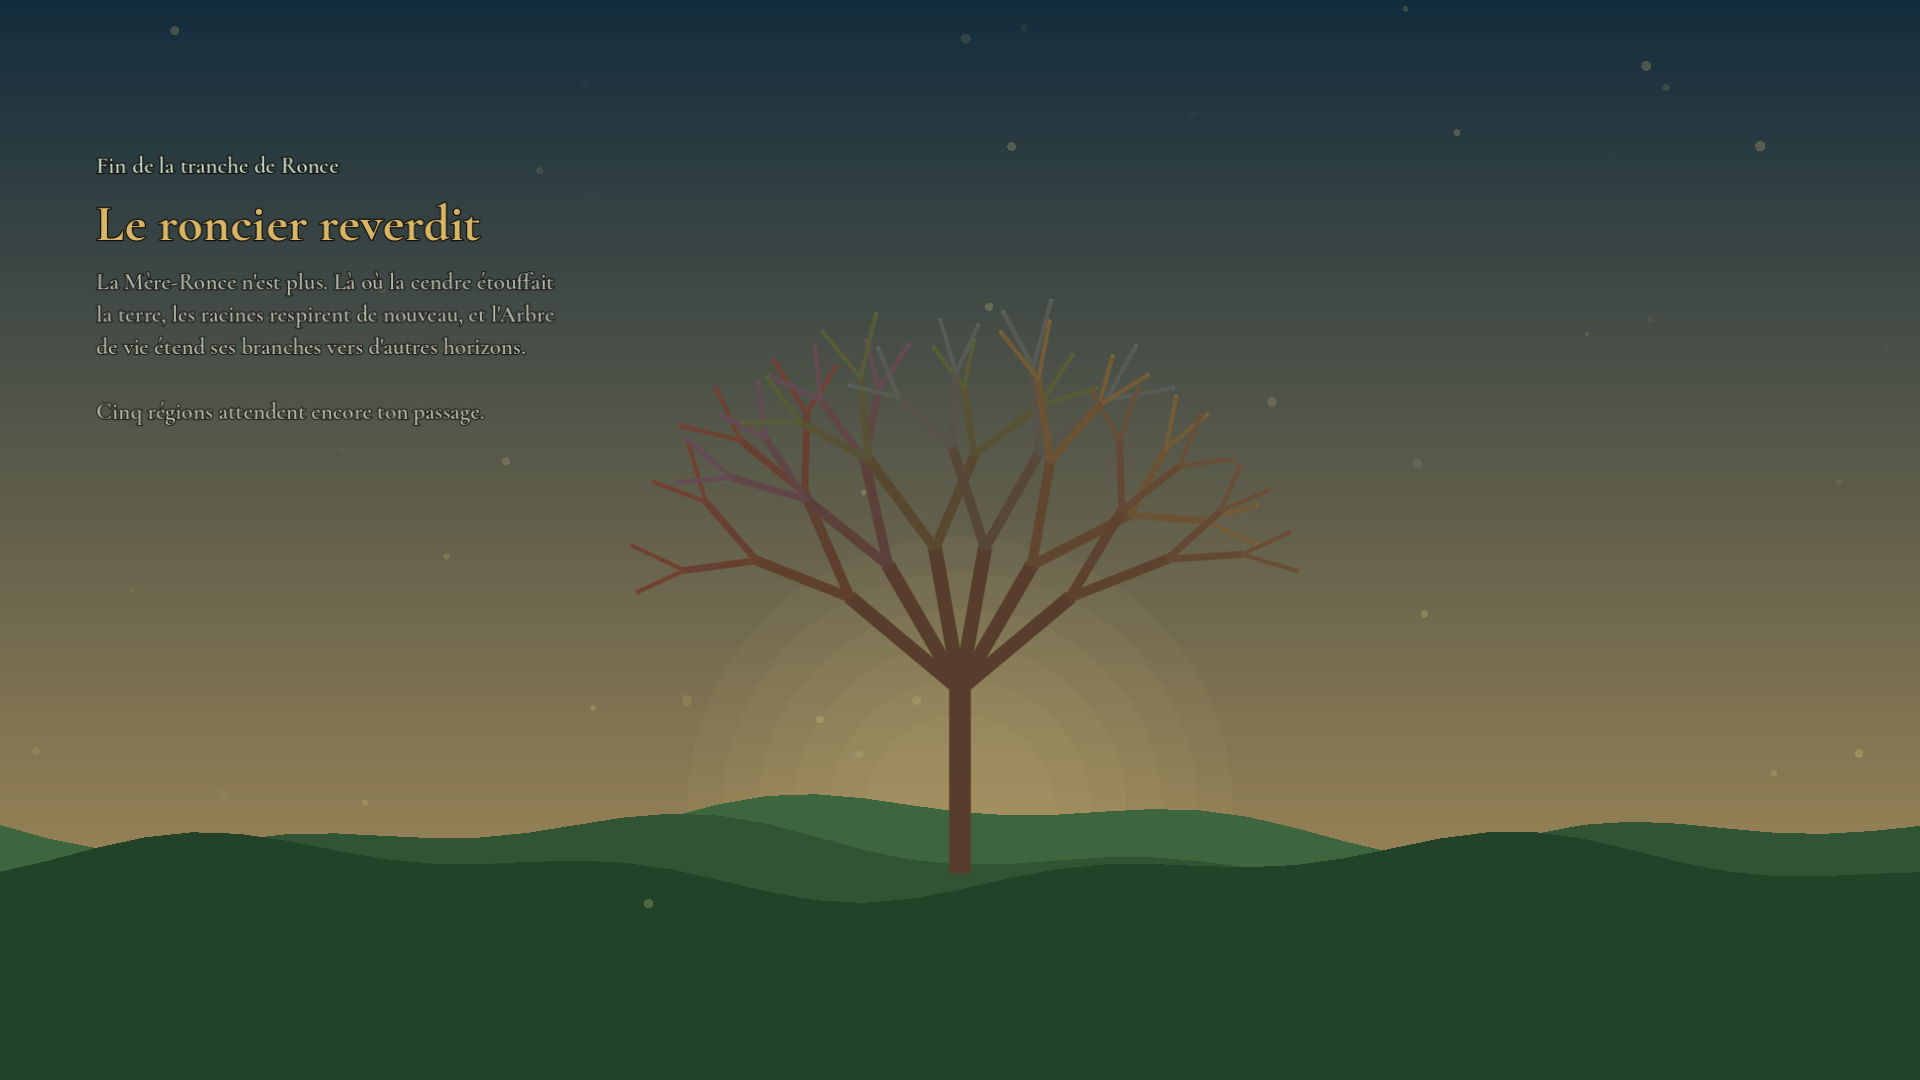 Fin de la tranche de Ronce
Le roncier reverdit
La Mère-Ronce n'est plus. Là où la cendre étouffait
la terre, les racines respirent de nouveau, et l'Arbre
de vie étend ses branches vers d'autres horizons.
Cinq régions attendent encore ton passage.